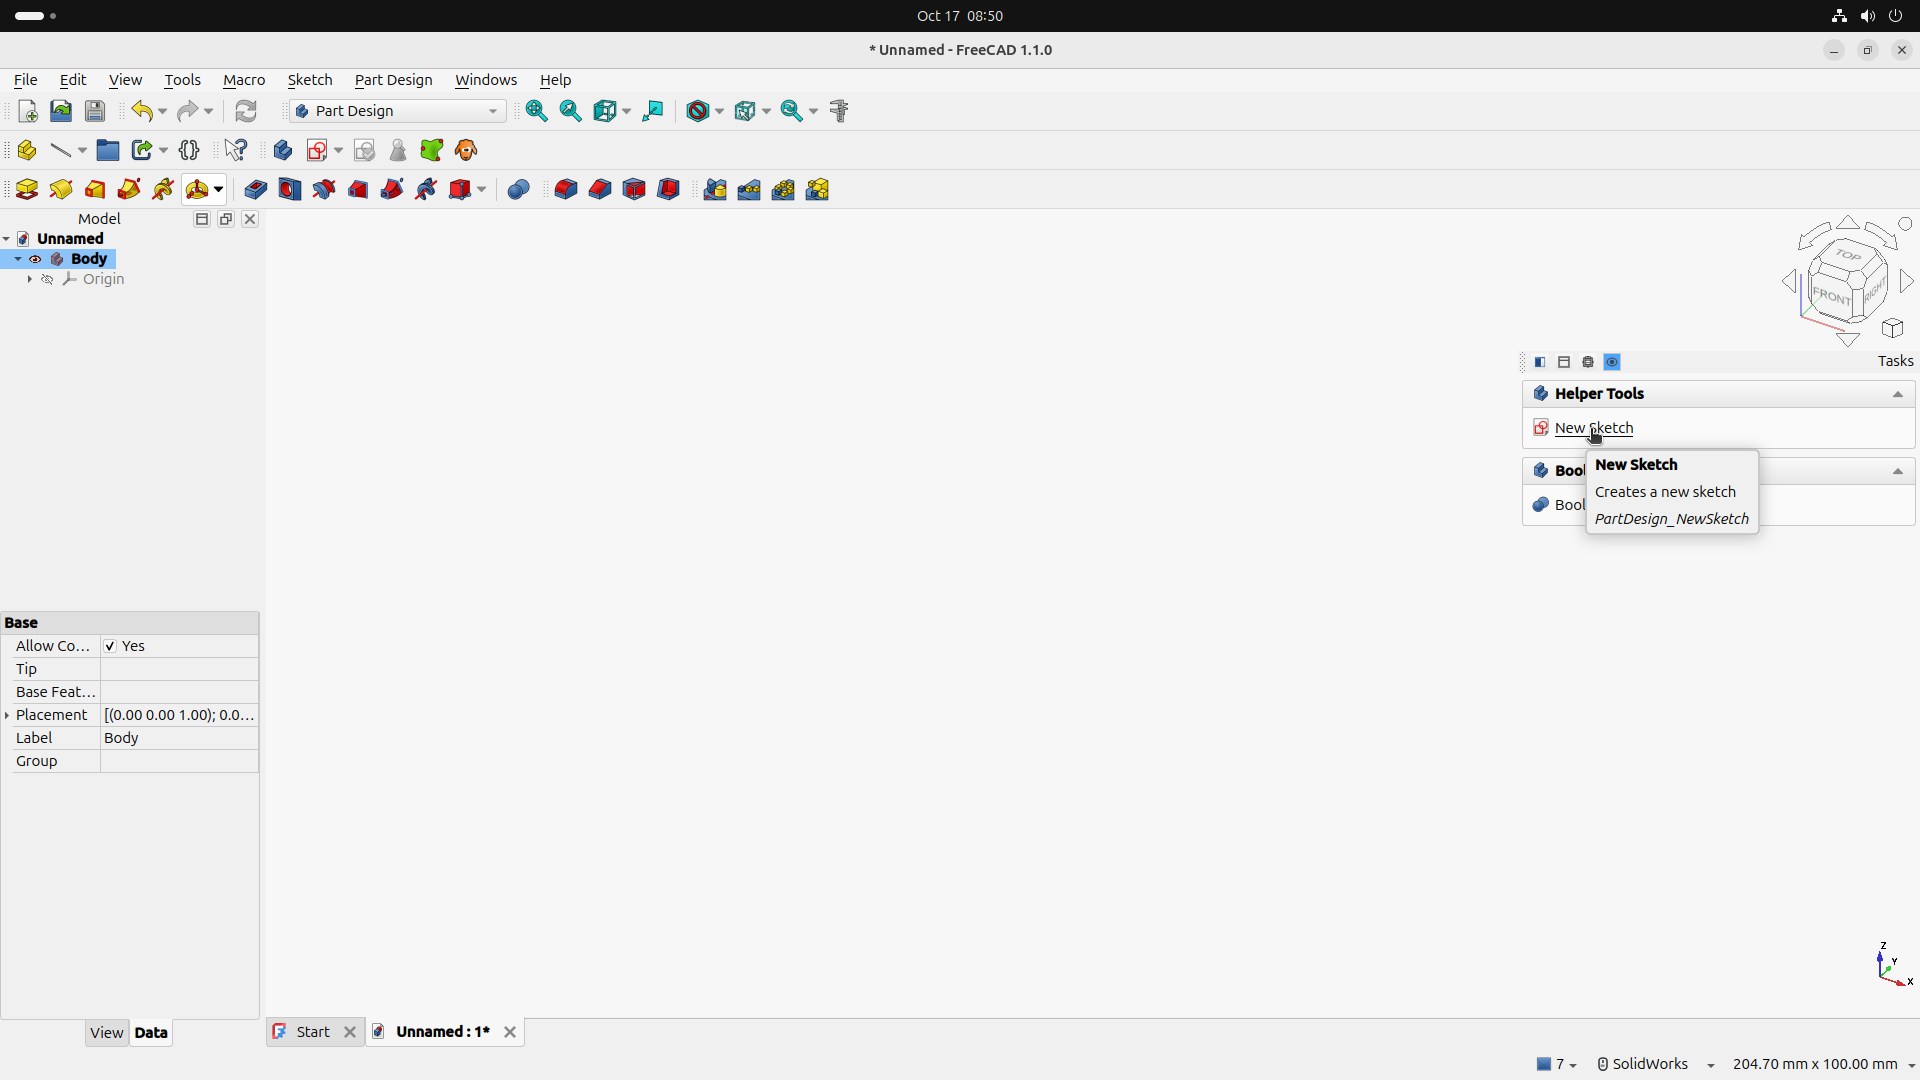 Oct 17 08:50
* Unnamed - FreeCAD 1.1.0
File Edit View Tools Macro Sketch Part Design Windows Help
Part Design
Model
Unnamed
Body
Origin
TOP
FRONT
RIGHT
Tasks
Helper Tools
New Sketch
Bool
Bool
New Sketch
Creates a new sketch
PartDesign_NewSketch
Base
Allow Co... Yes
Tip
Base Feat...
Placement [(0.00 0.00 1.00); 0.0...
Label Body
Group
Z
Y
X
View Data
Start
Unnamed : 1*
7 SolidWorks 204.70 mm x 100.00 mm